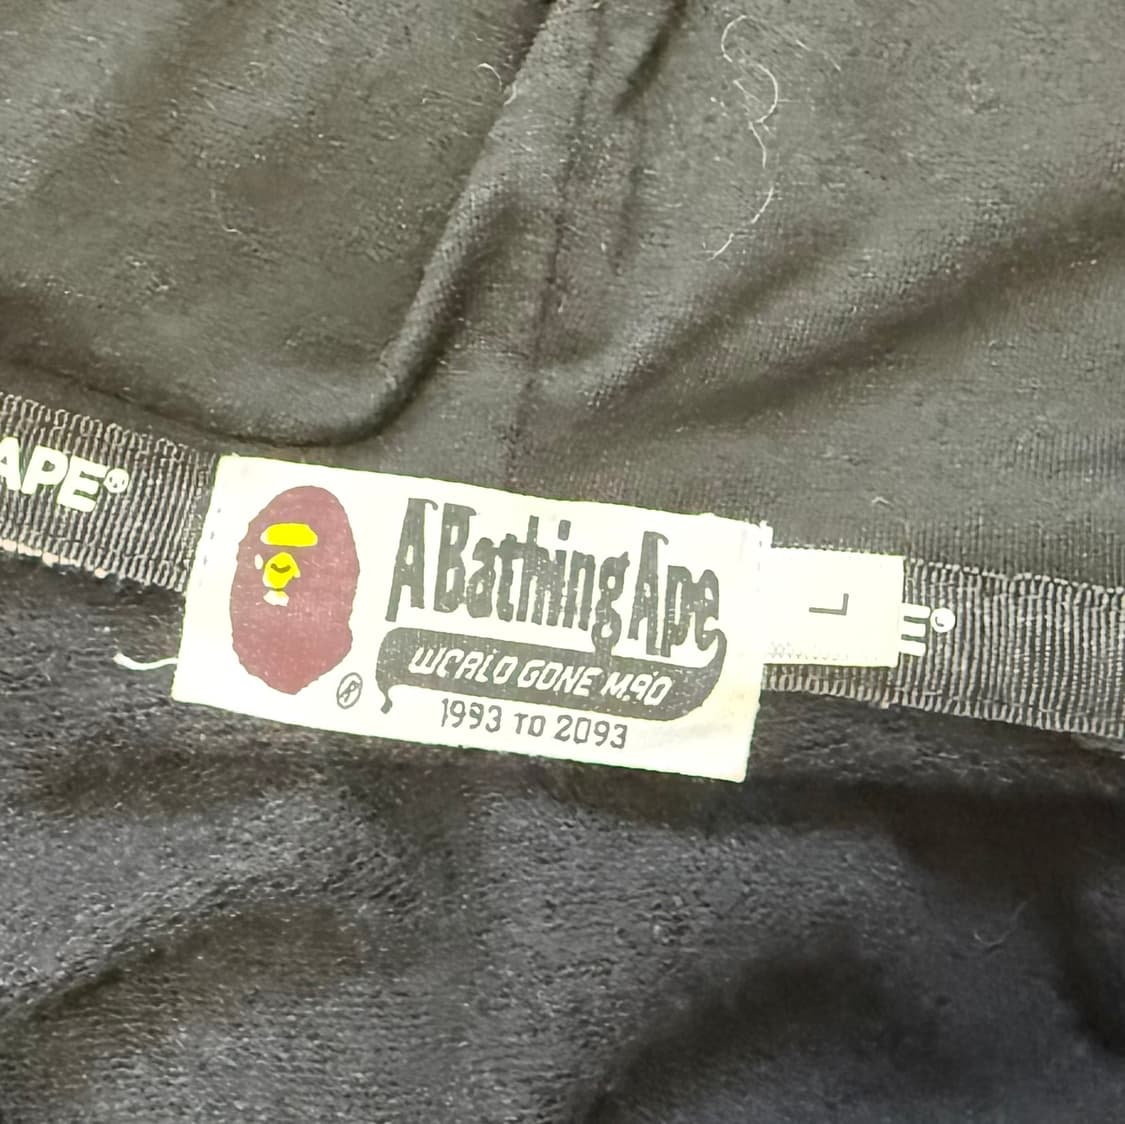 APE®
A Bathing Ape
WORLD GONE MAD
®
1993 TO 2093
L
E®